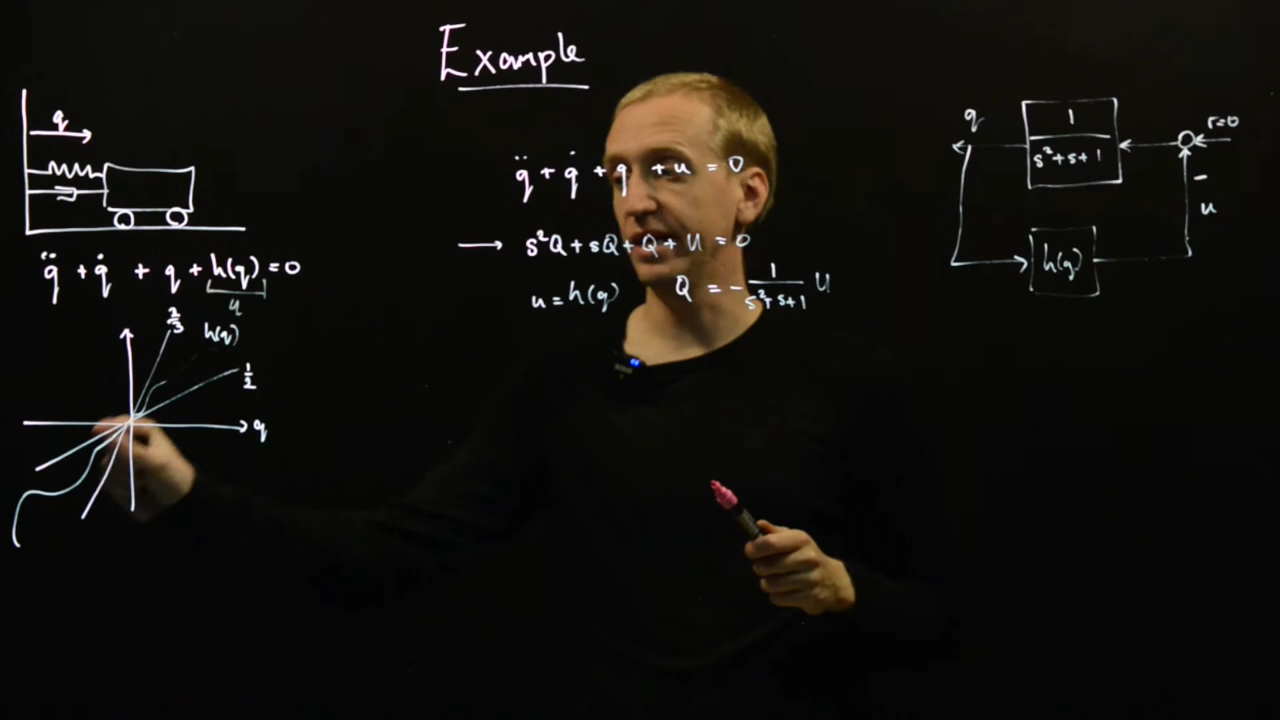 Example
q
q̈ + q̇ + q + h(q) = 0
u
2/3
h(q)
1/2
q
q̈ + q̇ + q + u = 0
→ s²Q + sQ + Q + U = 0
u = h(q) Q = - 1/(s²+s+1) U
q
1/(s²+s+1)
r=0
-
u
h(q)